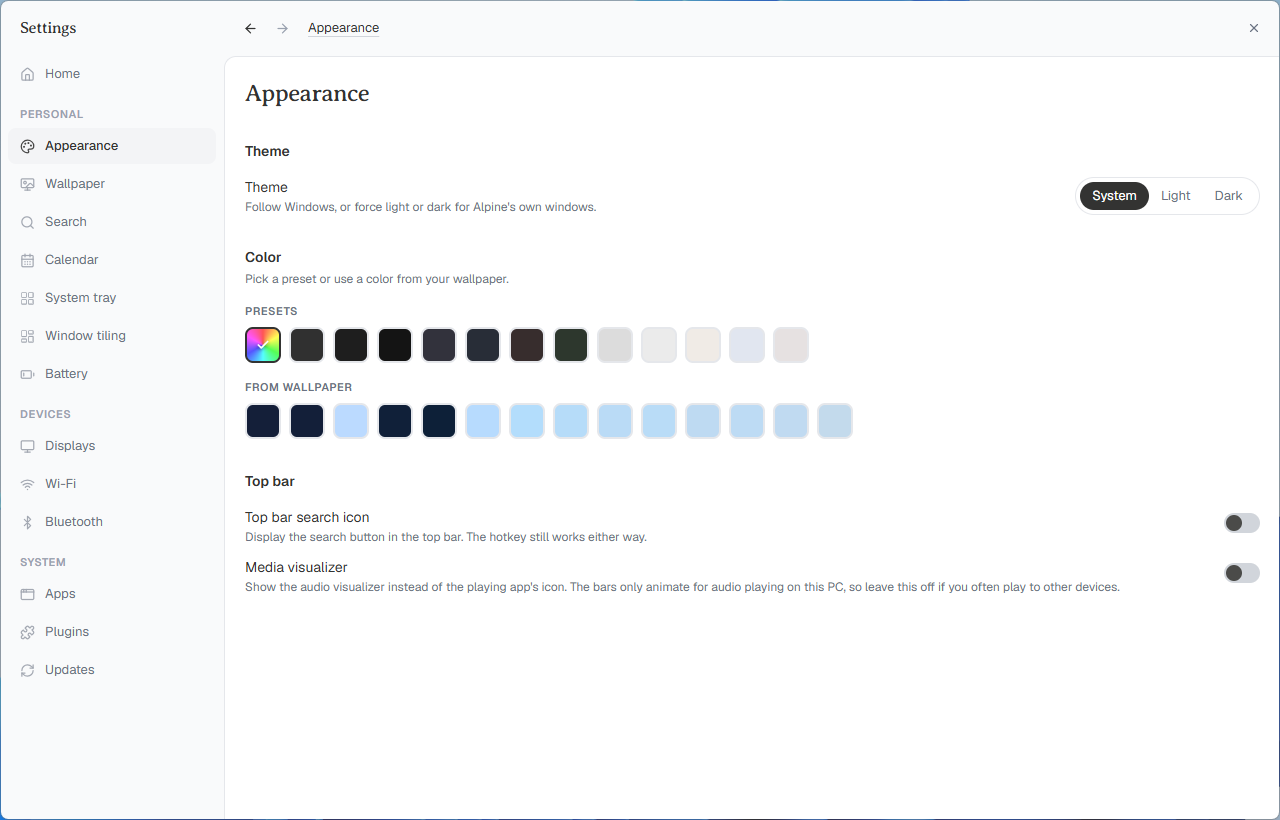 Settings
Appearance
Home
PERSONAL
Appearance
Wallpaper
Search
Calendar
System tray
Window tiling
Battery
DEVICES
Displays
Wi-Fi
Bluetooth
SYSTEM
Apps
Plugins
Updates
Appearance
Theme
Theme
Follow Windows, or force light or dark for Alpine's own windows.
System Light Dark
Color
Pick a preset or use a color from your wallpaper.
PRESETS
FROM WALLPAPER
Top bar
Top bar search icon
Display the search button in the top bar. The hotkey still works either way.
Media visualizer
Show the audio visualizer instead of the playing app's icon. The bars only animate for audio playing on this PC, so leave this off if you often play to other devices.